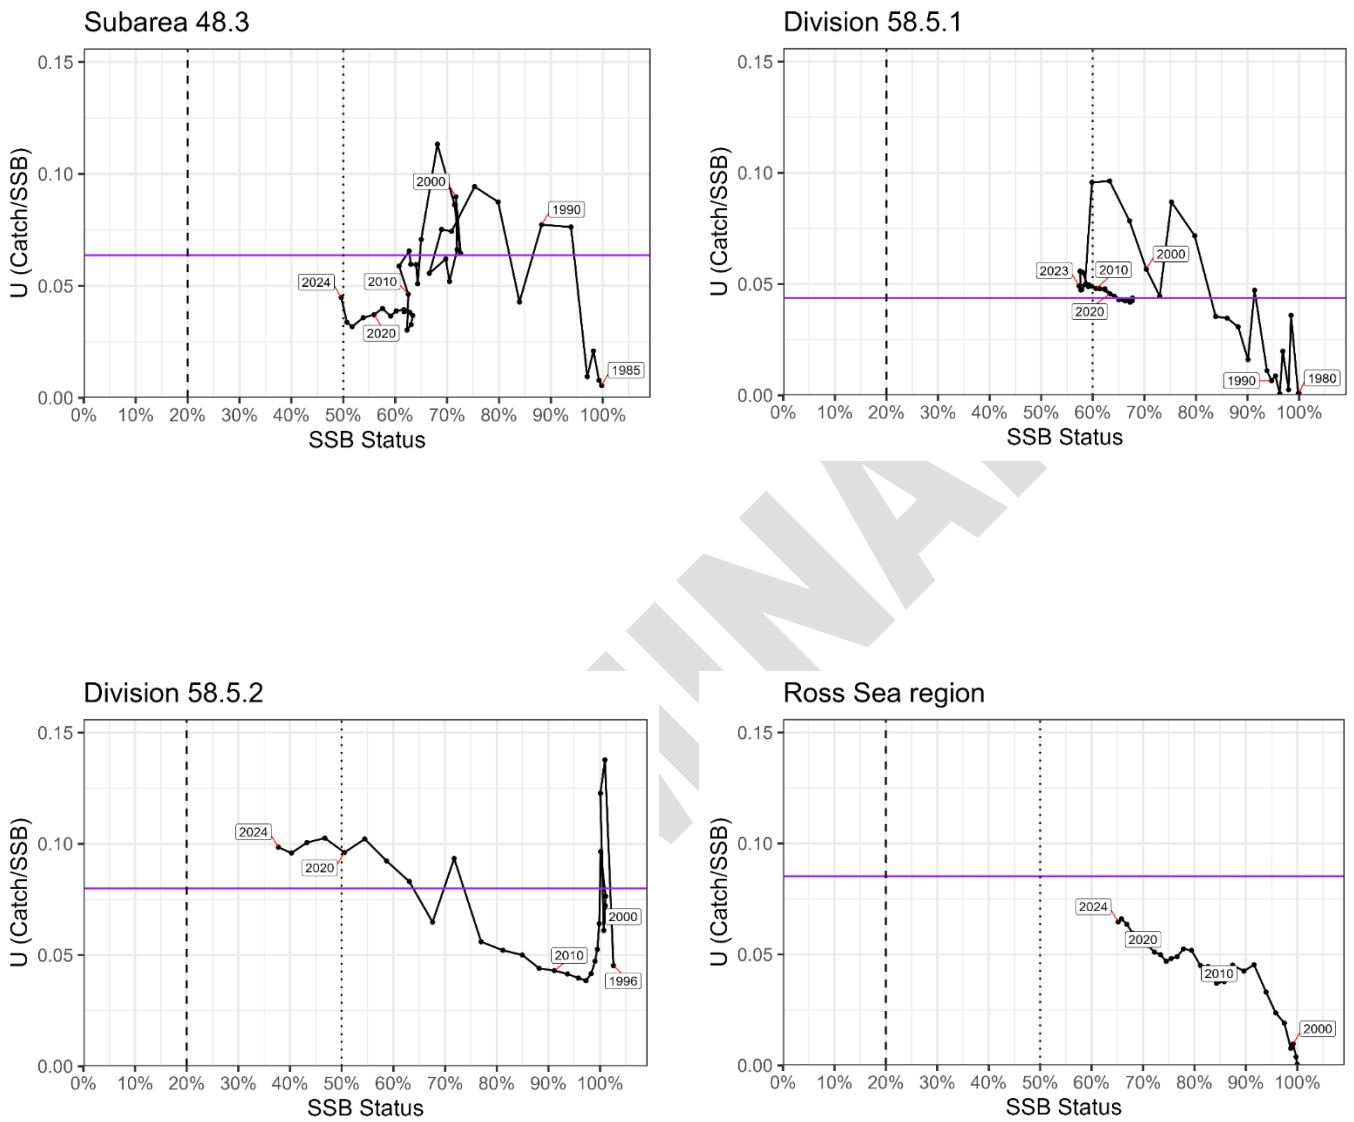 Subarea 48.3
0.15
0.10
0.05
0.00
U (Catch/SSB)
2000
1990
2024
2010
2020
1985
0% 10% 20% 30% 40% 50% 60% 70% 80% 90% 100%
SSB Status
Division 58.5.1
0.15
0.10
0.05
0.00
U (Catch/SSB)
2000
2023
2010
2020
1990
1980
0% 10% 20% 30% 40% 50% 60% 70% 80% 90% 100%
SSB Status
Division 58.5.2
0.15
0.10
0.05
0.00
U (Catch/SSB)
2024
2020
2000
2010
1996
0% 10% 20% 30% 40% 50% 60% 70% 80% 90% 100%
SSB Status
Ross Sea region
0.15
0.10
0.05
0.00
U (Catch/SSB)
2024
2020
2010
2000
0% 10% 20% 30% 40% 50% 60% 70% 80% 90% 100%
SSB Status